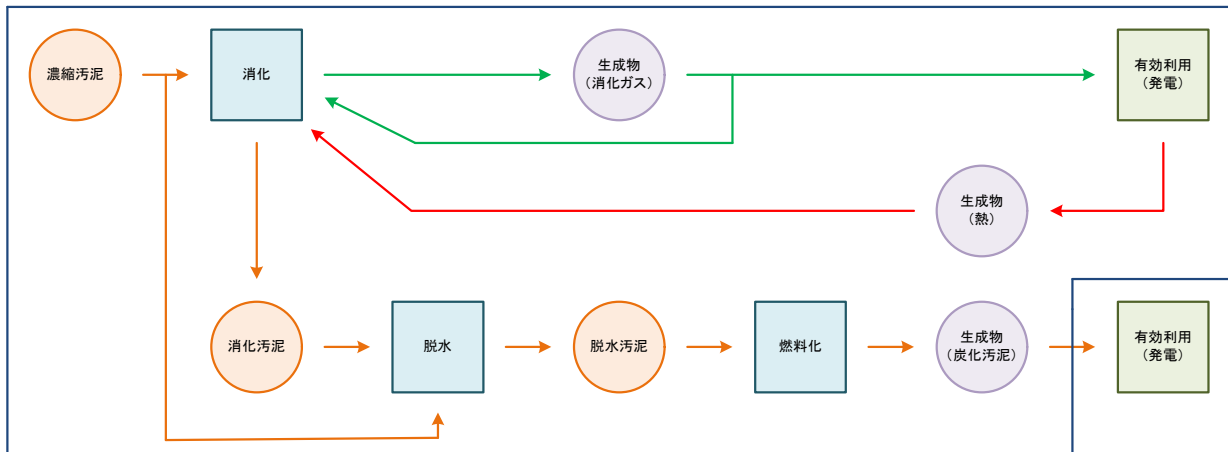 濃縮汚泥
消化
生成物
（消化ガス）
有効利用
（発電）
生成物
（熱）
消化汚泥
脱水
脱水汚泥
燃料化
生成物
（炭化汚泥）
有効利用
（発電）